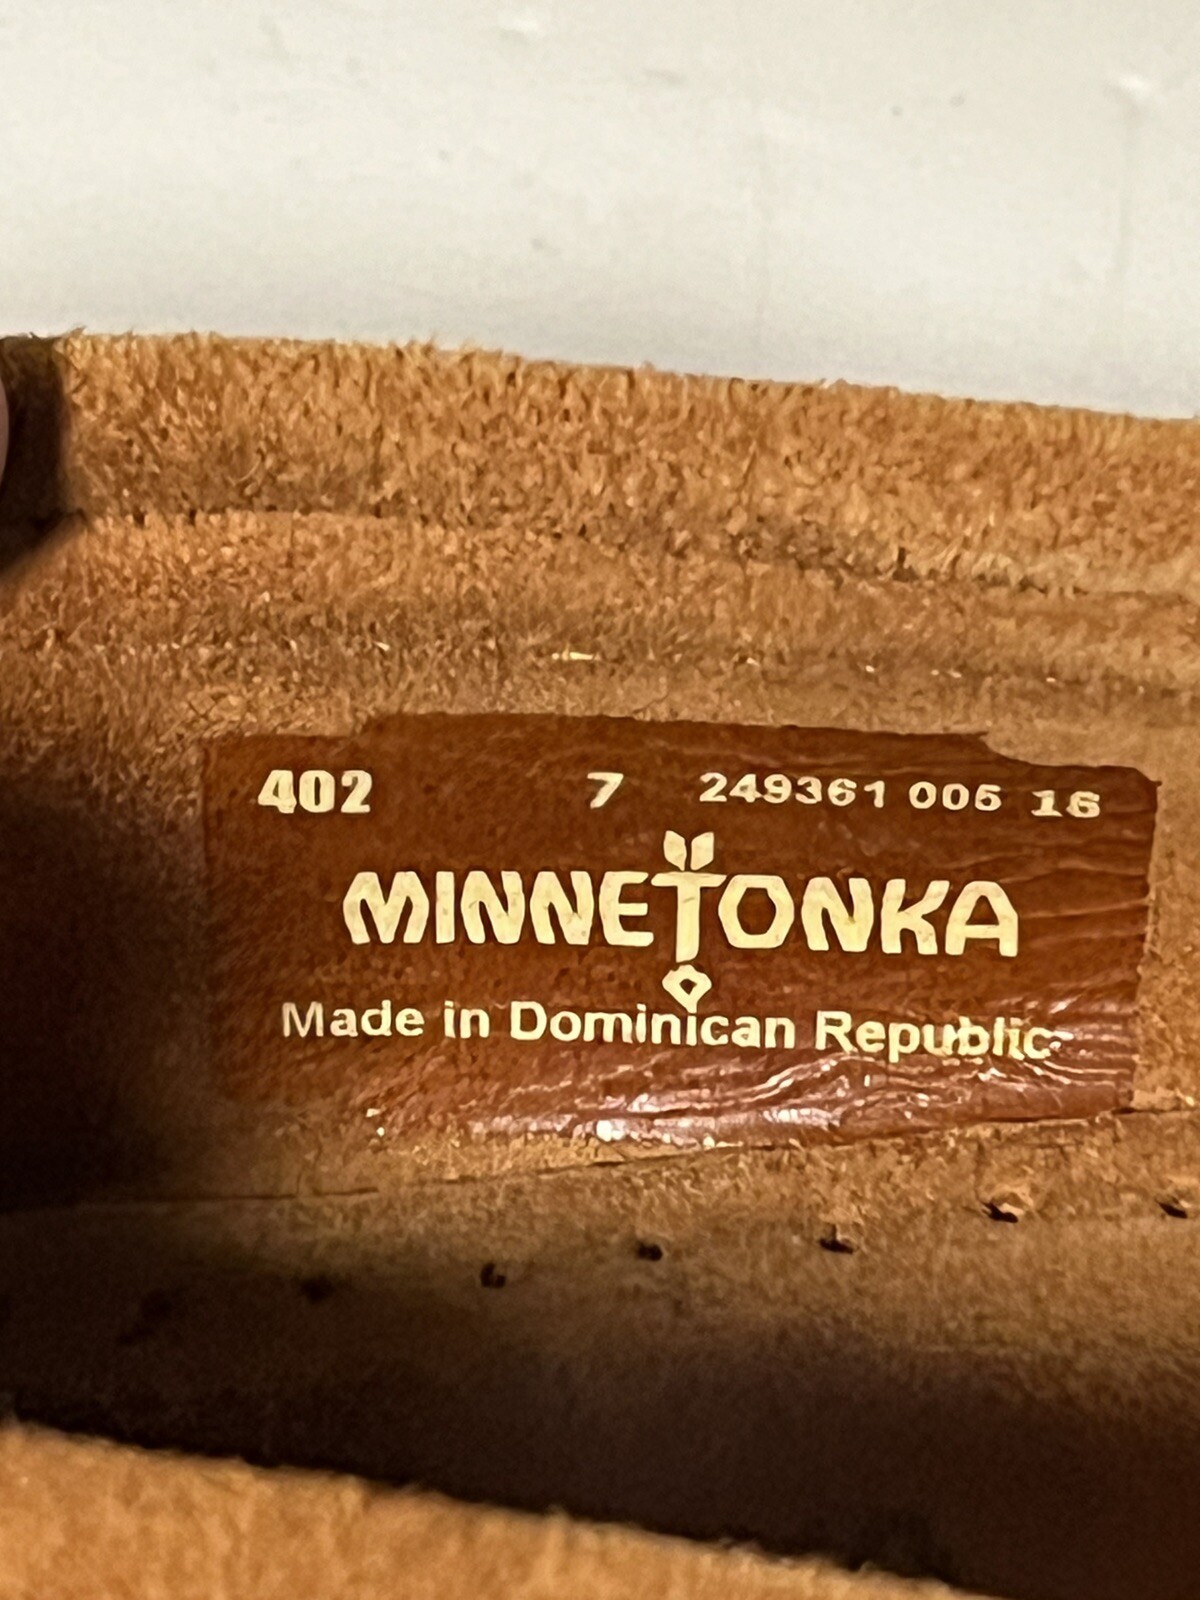 402 7 249361 005 16
MINNETONKA
Made in Dominican Republic